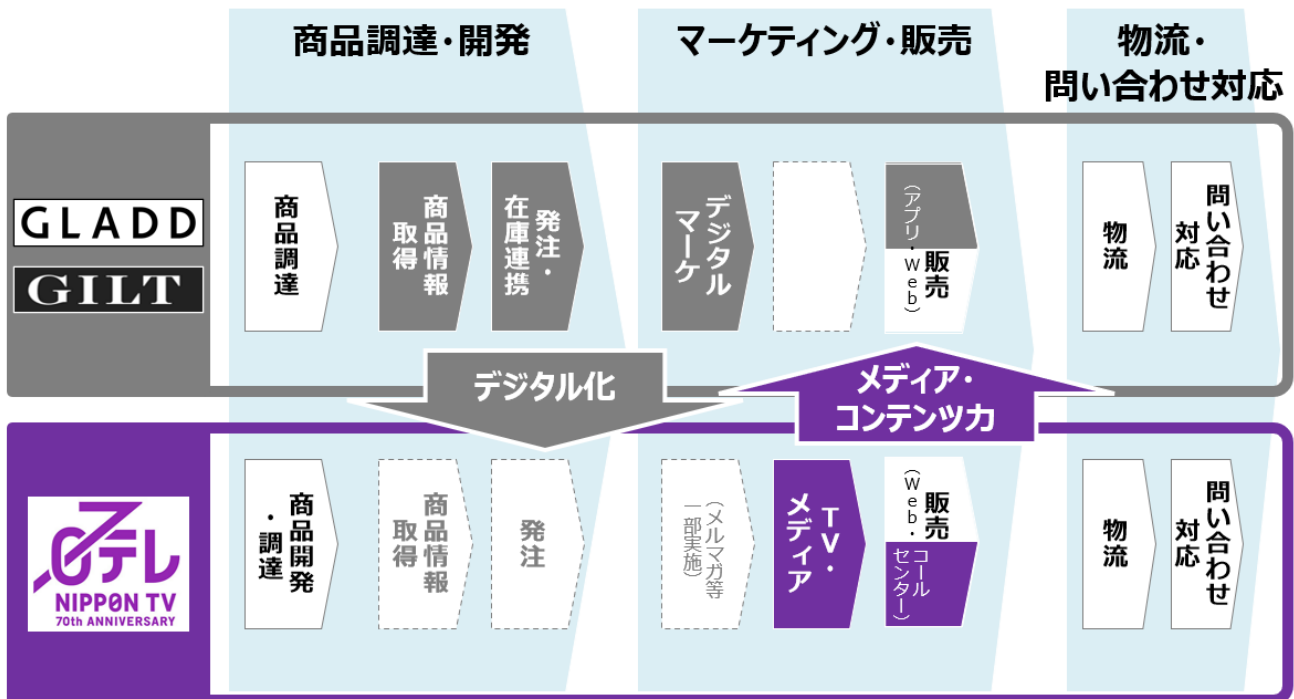 商品調達・開発
マーケティング・販売
物流・
問い合わせ対応
GLADD
GILT
商品調達
商品情報
取得
発注・
在庫連携
デジタル
マーケ
販売
(アプリ・Web)
物流
問い合わせ
対応
デジタル化
メディア・
コンテンツ力
日テレ
NIPPON TV
70th ANNIVERSARY
商品開発
・調達
商品情報
取得
発注
(メルマガ等
一部実施)
TV・
メディア
販売
(Web・
コール
センター)
物流
問い合わせ
対応